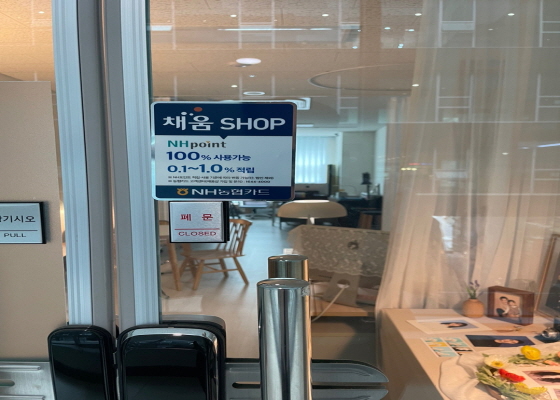 채움 SHOP
NHpoint
100% 사용가능
0.1~1.0% 적립
NH농협카드
폐 문
CLOSED
기시오
PULL